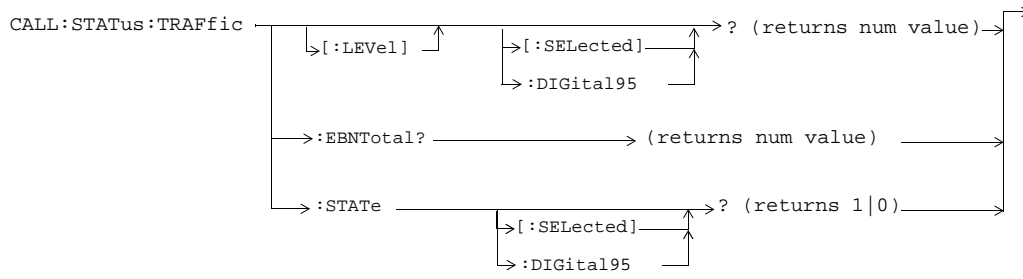 CALL:STATus:TRAFfic ? (returns num value)
[:LEVel] [:SELected]
:DIGital95
:EBNTotal? (returns num value)
:STATe ? (returns 1|0)
[:SELected]
:DIGital95